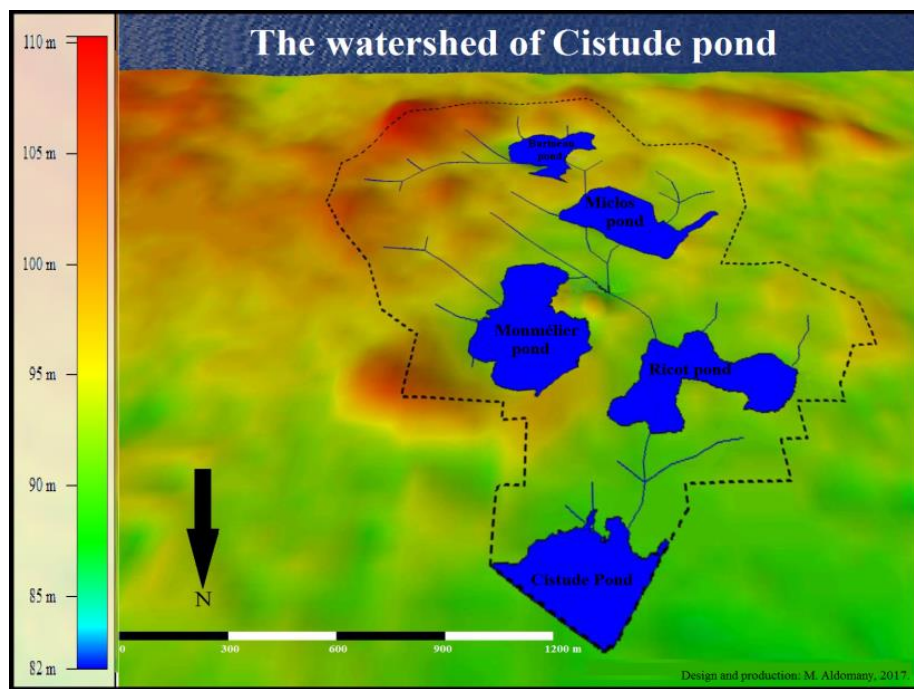 The watershed of Cistude pond
110 m
105 m
100 m
95 m
90 m
85 m
82 m
pond
Miclos
pond
Monmélier
pond
Ricot pond
Cistude Pond
N
0
300
600
900
1200 m
Design and production: M. Aldomany, 2017.